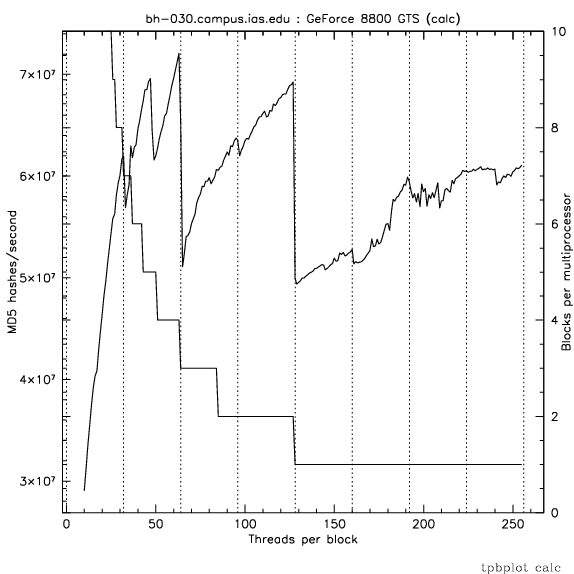 bh-030.campus.ias.edu : GeForce 8800 GTS (calc)
7×10⁷
6×10⁷
5×10⁷
4×10⁷
3×10⁷
MD5 hashes/second
10
8
6
4
2
0
Blocks per multiprocessor
0 50 100 150 200 250
Threads per block
tpbplot calc